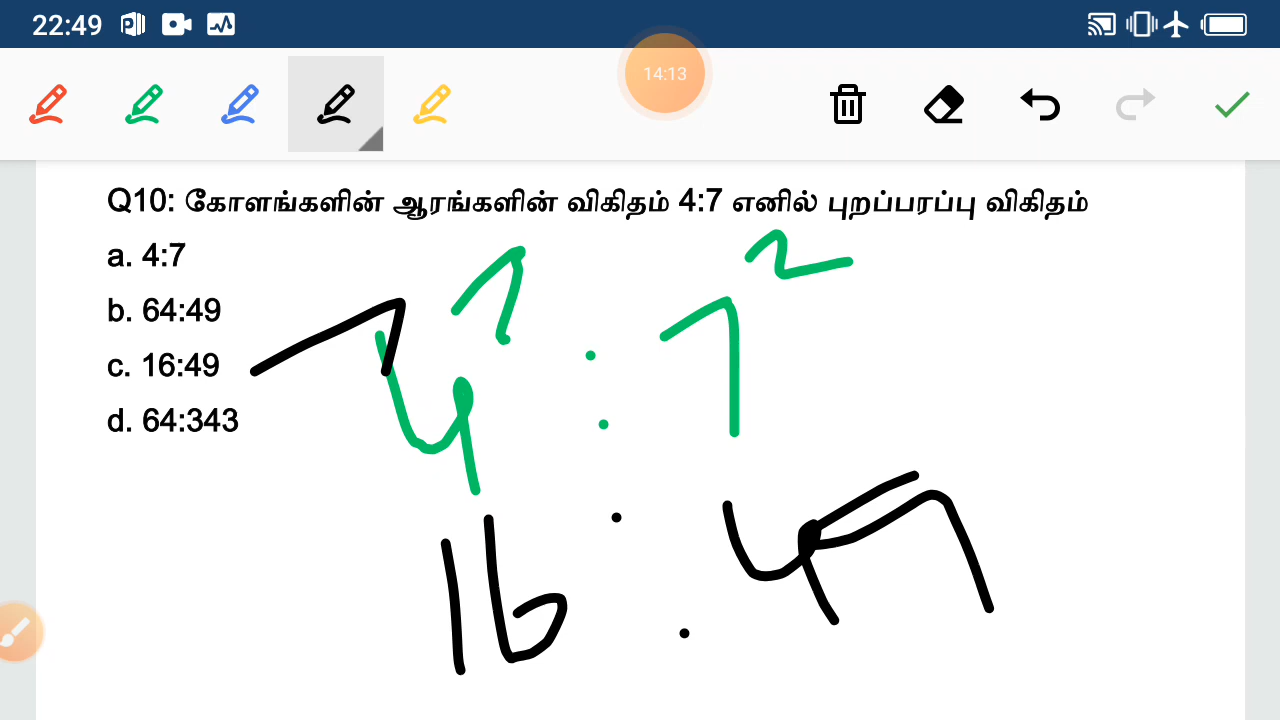 22:49
14:13
Q10: கோளங்களின் ஆரங்களின் விகிதம் 4:7 எனில் புறப்பரப்பு விகிதம்
a. 4:7
b. 64:49
c. 16:49
d. 64:343
4² : 7²
16 : 49